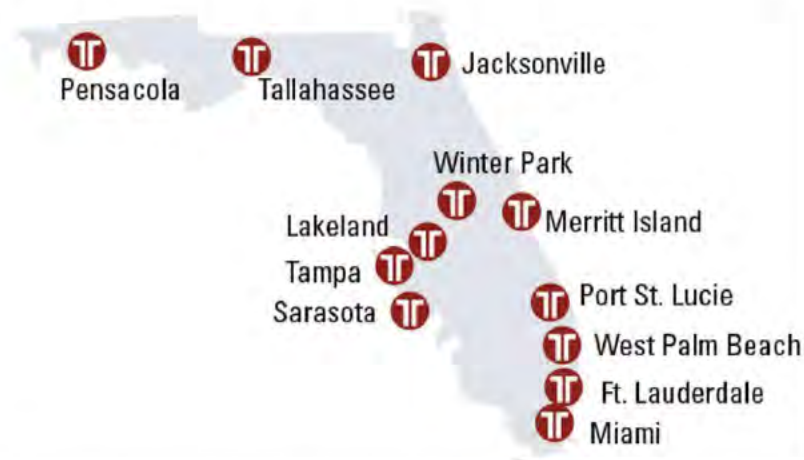 Jacksonville
Pensacola
Tallahassee
Winter Park
Merritt Island
Lakeland
Tampa
Sarasota
Port St. Lucie
West Palm Beach
Ft. Lauderdale
Miami